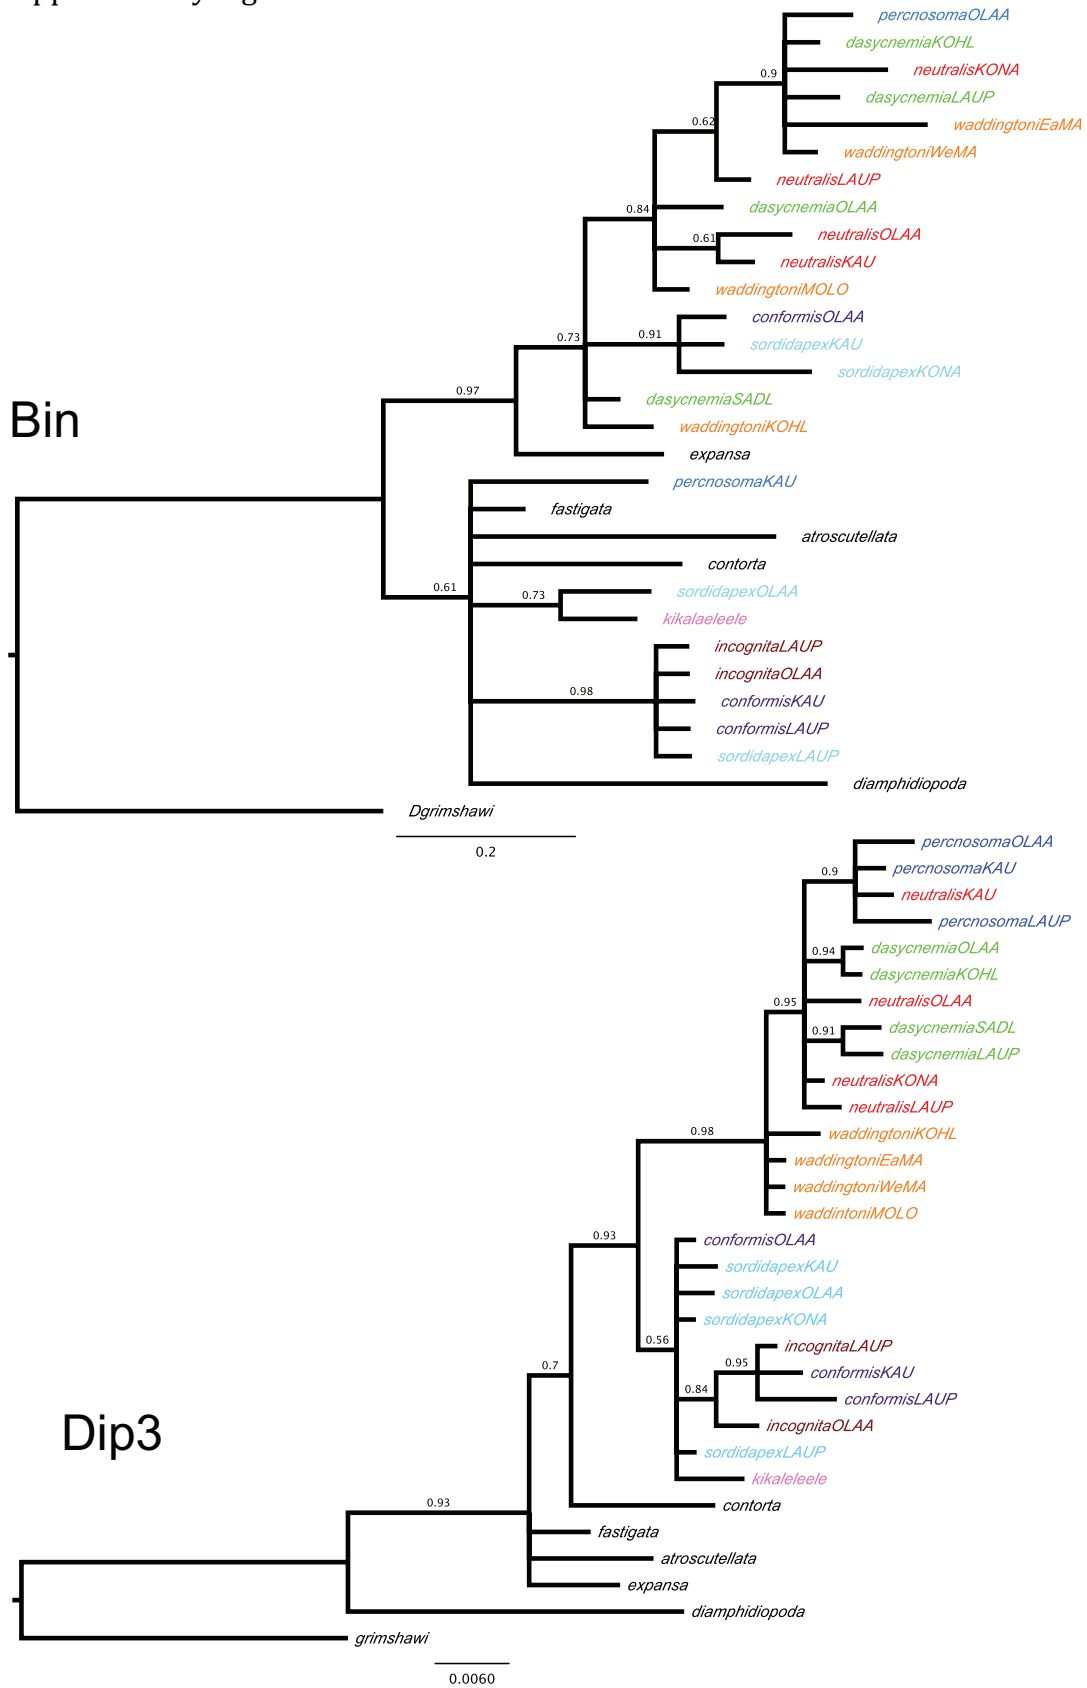 percnosomaOLAA
dasycnemiaKOHL
0.9
neutralisKONA
dasycnemiaLAUP
0.62
waddingtoniEaMA
waddingtoniWeMA
neutralisLAUP
0.84
dasycnemiaOLAA
0.61
neutralisOLAA
neutralisKAU
waddingtoniMOLO
conformisOLAA
0.73
0.91
sordidapexKAU
sordidapexKONA
0.97
dasycnemiaSADL
Bin
waddingtoniKOHL
expansa
percnosomaKAU
fastigata
atroscutellata
contorta
0.61
0.73
sordidapexOLAA
kikalaeleele
incognitaLAUP
incognitaOLAA
0.98
conformisKAU
conformisLAUP
sordidapexLAUP
diamphidiopoda
Dgrimshawi
0.2
percnosomaOLAA
0.9
percnosomaKAU
neutralisKAU
percnosomaLAUP
0.94
dasycnemiaOLAA
dasycnemiaKOHL
0.95
neutralisOLAA
0.91
dasycnemiaSADL
dasycnemiaLAUP
neutralisKONA
neutralisLAUP
0.98
waddingtoniKOHL
waddingtoniEaMA
waddingtoniWeMA
waddintoniMOLO
0.93
conformisOLAA
sordidapexKAU
sordidapexOLAA
sordidapexKONA
0.56
incognitaLAUP
0.7
0.95
conformisKAU
0.84
conformisLAUP
incognitaOLAA
Dip3
sordidapexLAUP
kikaleleele
0.93
contorta
fastigata
atroscutellata
expansa
diamphidiopoda
grimshawi
0.0060